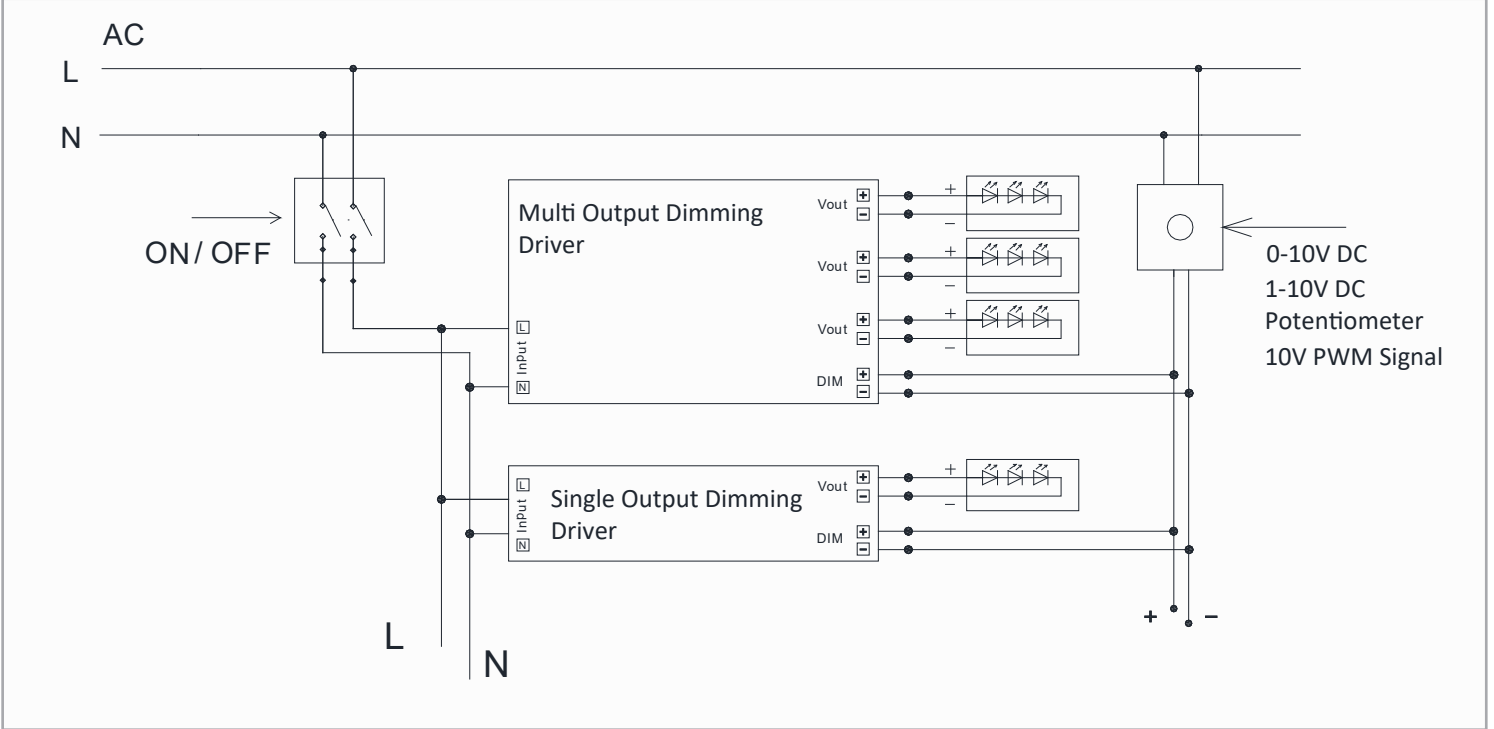 AC
L
N
ON/ OFF
Multi Output Dimming
Driver
Vout
+
-
+
-
Vout
+
-
+
-
Vout
+
-
+
-
DIM
+
-
L
InPut
N
0-10V DC
1-10V DC
Potentiometer
10V PWM Signal
Single Output Dimming
Driver
L
InPut
N
Vout
+
-
+
-
DIM
+
-
+ -
L
N